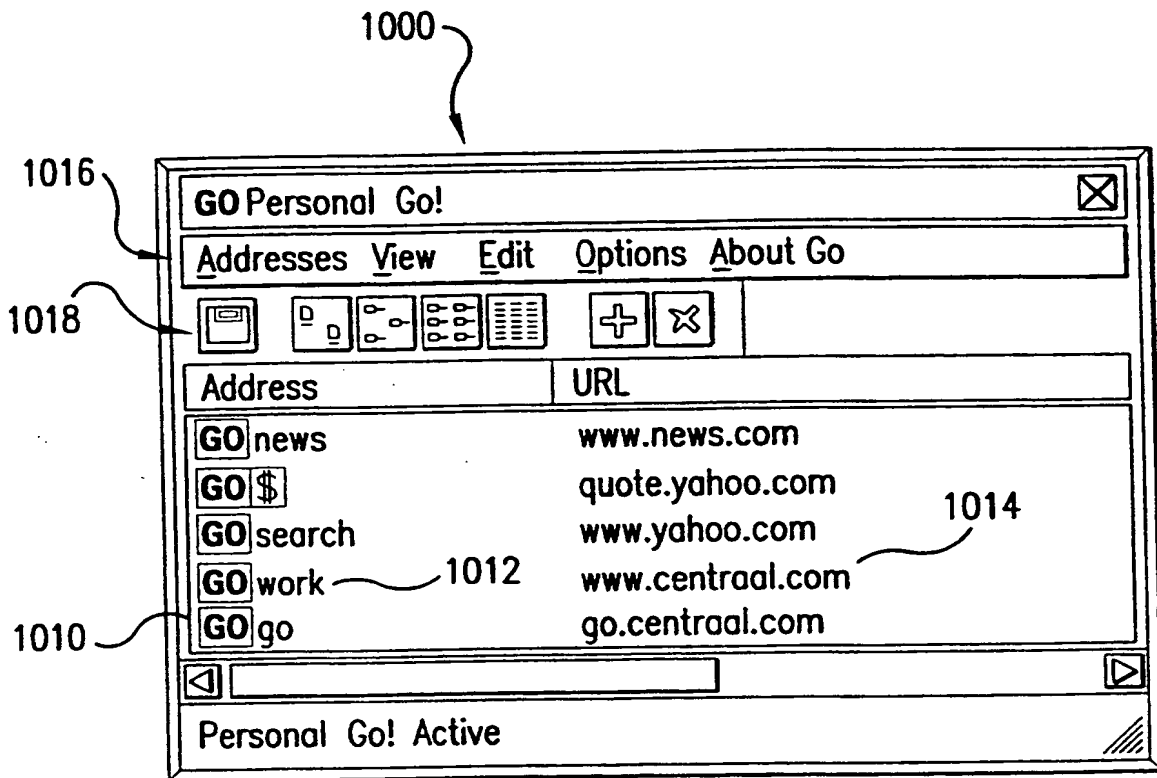 1000
1016
GO Personal Go!
Addresses View Edit Options About Go
1018
Address URL
GO news www.news.com
GO $ quote.yahoo.com
1014
GO search www.yahoo.com
GO work 1012 www.centraal.com
1010
GO go go.centraal.com
Personal Go! Active